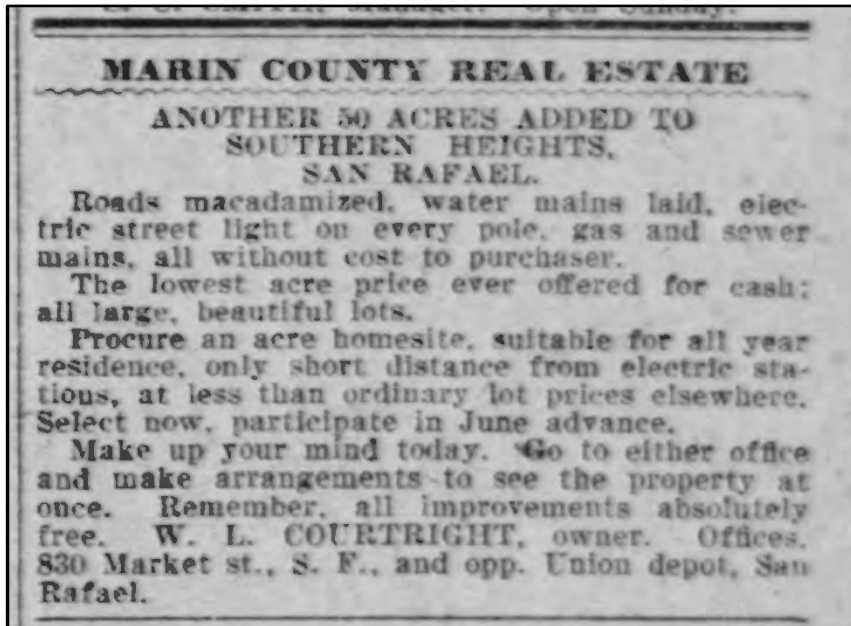 MARIN COUNTY REAL ESTATE
ANOTHER 50 ACRES ADDED TO
SOUTHERN HEIGHTS,
SAN RAFAEL.
Roads macadamized, water mains laid, elec-
tric street light on every pole, gas and sewer
mains, all without cost to purchaser.
The lowest acre price ever offered for cash;
all large, beautiful lots.
Procure an acre homesite, suitable for all year
residence, only short distance from electric sta-
tions, at less than ordinary lot prices elsewhere.
Select now, participate in June advance.
Make up your mind today. Go to either office
and make arrangements to see the property at
once. Remember, all improvements absolutely
free. W. L. COURTRIGHT, owner. Offices,
830 Market st., S. F., and opp. Union depot, San
Rafael.